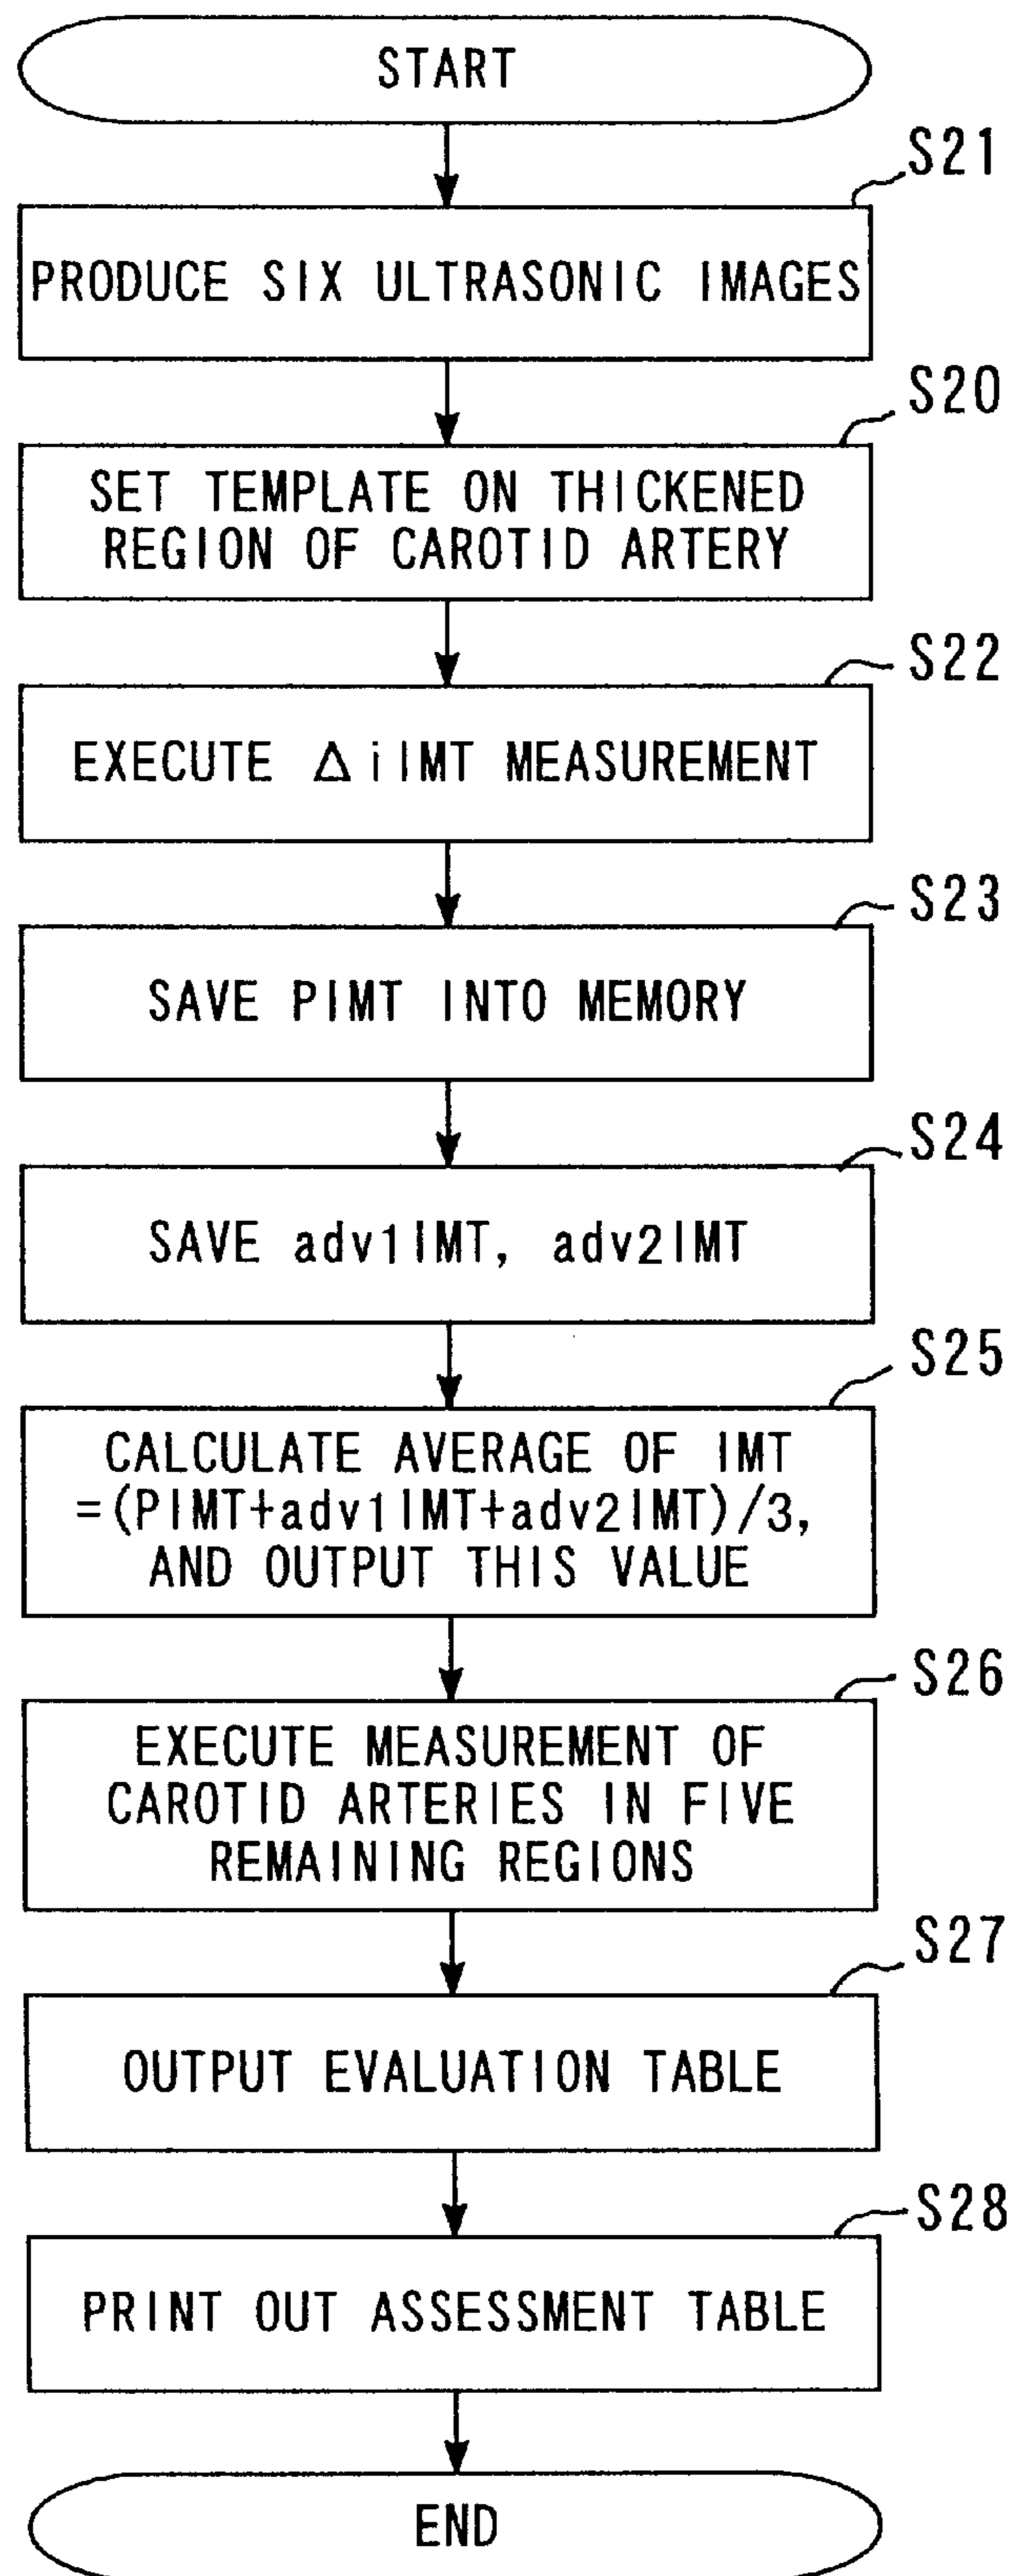 START
S21
PRODUCE SIX ULTRASONIC IMAGES
S20
SET TEMPLATE ON THICKENED
REGION OF CAROTID ARTERY
S22
EXECUTE Δ iIMT MEASUREMENT
S23
SAVE PIMT INTO MEMORY
S24
SAVE adv1IMT, adv2IMT
S25
CALCULATE AVERAGE OF IMT
=(PIMT+adv1IMT+adv2IMT)/3,
AND OUTPUT THIS VALUE
S26
EXECUTE MEASUREMENT OF
CAROTID ARTERIES IN FIVE
REMAINING REGIONS
S27
OUTPUT EVALUATION TABLE
S28
PRINT OUT ASSESSMENT TABLE
END